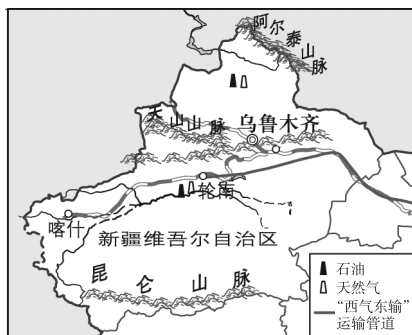 阿尔泰山脉
天山山脉
乌鲁木齐
轮南
喀什
新疆维吾尔自治区
昆仑山脉
石油
天然气
“西气东输”
运输管道